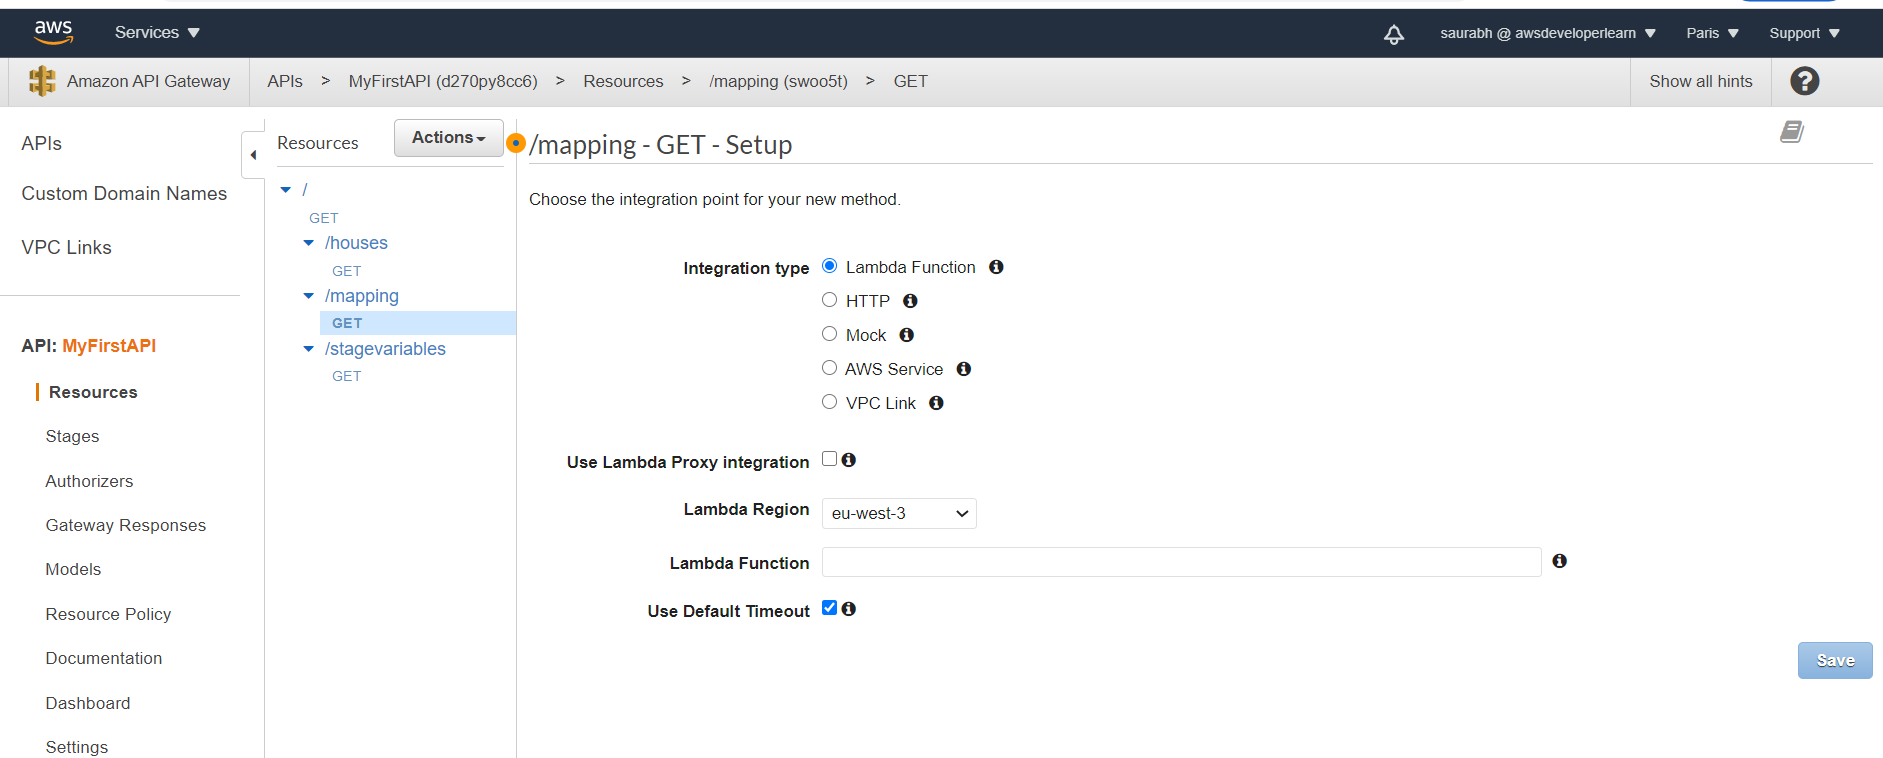 aws Services saurabh @ awsdeveloperlearn Paris Support
Amazon API Gateway APIs > MyFirstAPI (d270py8cc6) > Resources > /mapping (swoo5t) > GET Show all hints ?
APIs
Custom Domain Names
VPC Links
API: MyFirstAPI
Resources
Stages
Authorizers
Gateway Responses
Models
Resource Policy
Documentation
Dashboard
Settings
Resources Actions
/
GET
/houses
GET
/mapping
GET
/stagevariables
GET
/mapping - GET - Setup
Choose the integration point for your new method.
Integration type Lambda Function
HTTP
Mock
AWS Service
VPC Link
Use Lambda Proxy integration
Lambda Region eu-west-3
Lambda Function
Use Default Timeout
Save